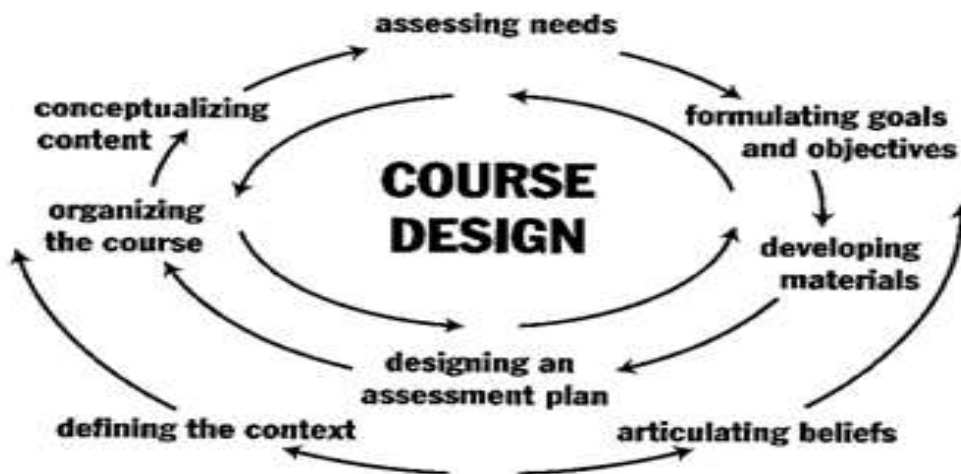 assessing needs
conceptualizing
content
formulating goals
and objectives
COURSE
DESIGN
organizing
the course
developing
materials
designing an
assessment plan
defining the context
articulating beliefs